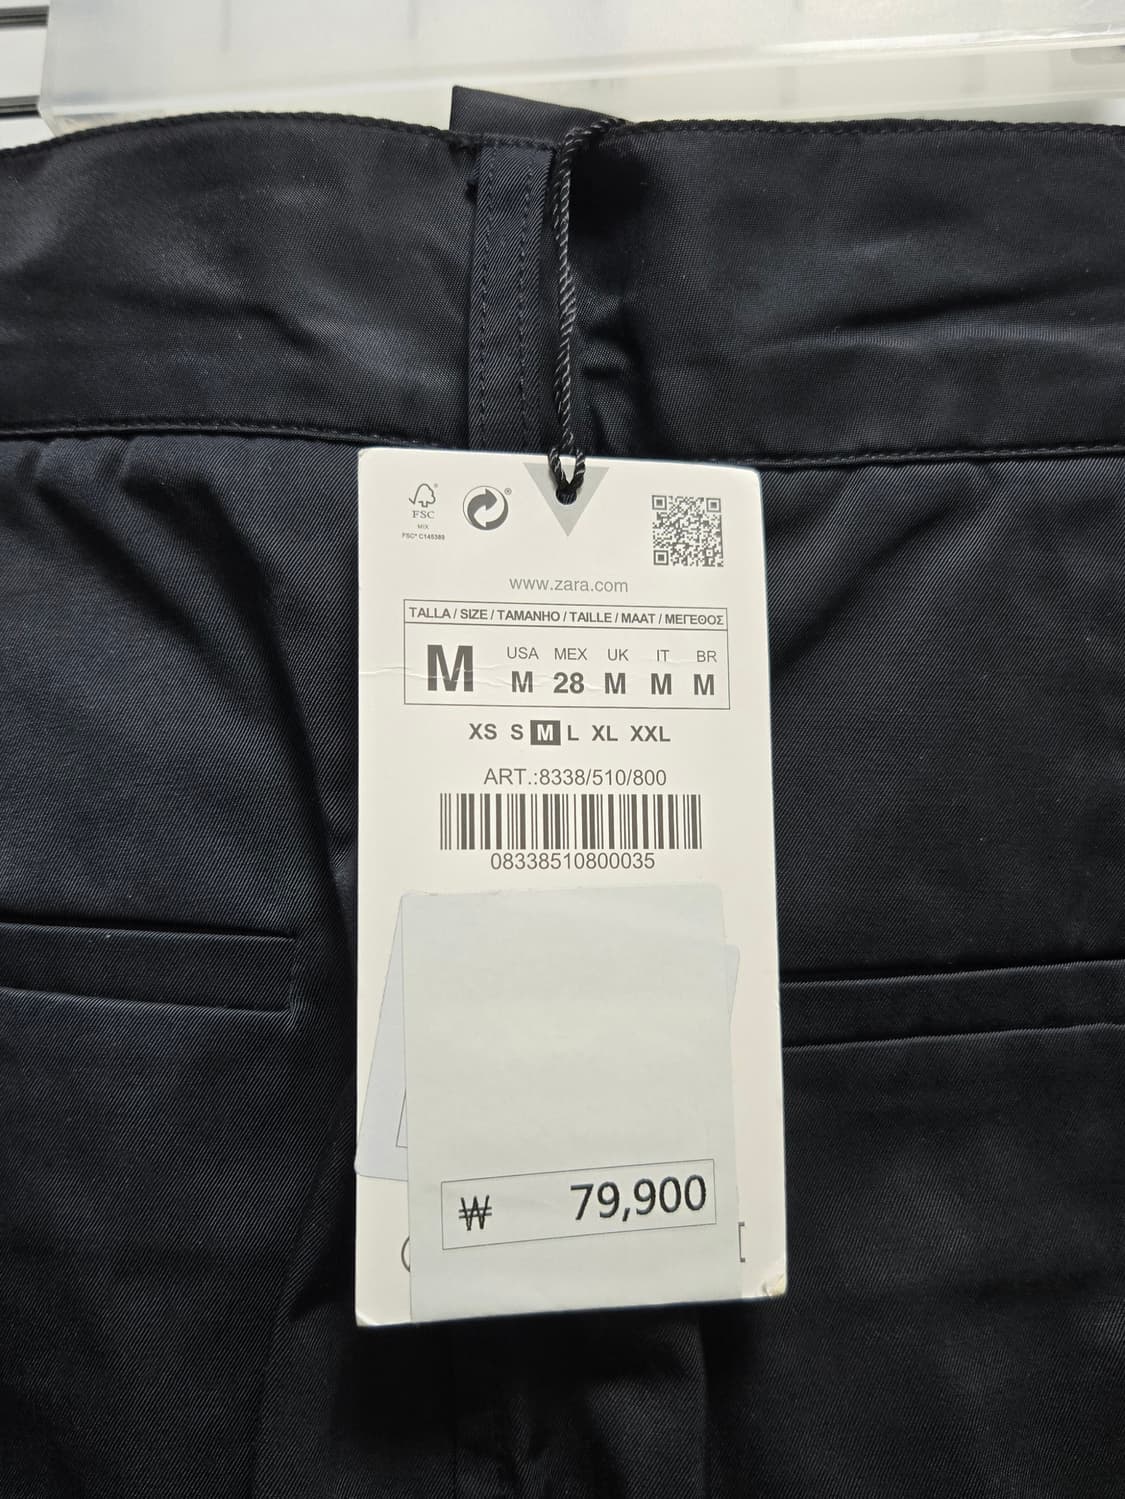 FSC
MIX
FSC® C145389
®
www.zara.com
TALLA / SIZE / TAMANHO / TAILLE / MAAT / ΜΕΓΕΘΟΣ
M
USA MEX UK IT BR
M 28 M M M
XS S M L XL XXL
ART.:8338/510/800
08338510800035
₩ 79,900